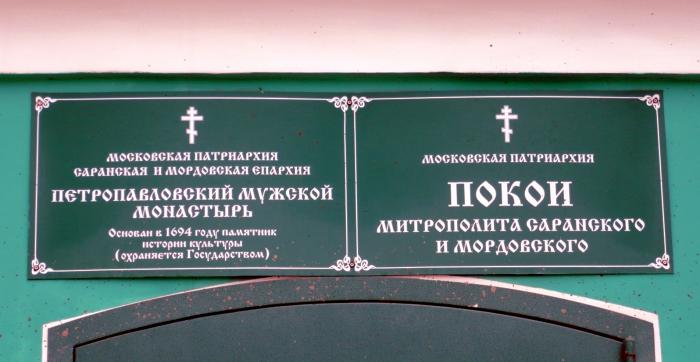 МОСКОВСКАЯ ПАТРИАРХИЯ
САРАНСКАЯ И МОРДОВСКАЯ ЕПАРХИЯ
ПЕТРОПАВЛОВСКИЙ МУЖСКОЙ
МОНАСТЫРЬ
Основан в 1694 году памятник
истории культуры
(охраняется Государством)
МОСКОВСКАЯ ПАТРИАРХИЯ
ПОКОИ
МИТРОПОЛИТА САРАНСКОГО
И МОРДОВСКОГО